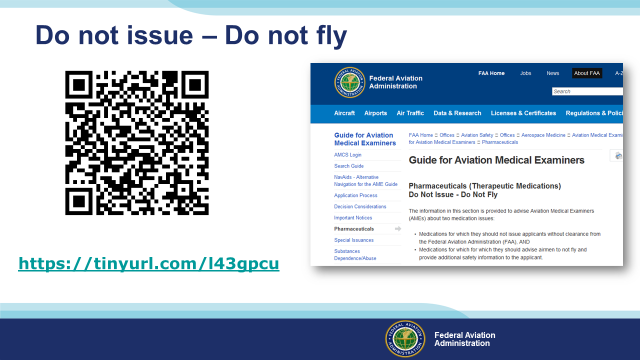 Do not issue – Do not fly
https://tinyurl.com/l43gpcu
Federal Aviation
Administration
FAA Home
Jobs
News
About FAA
A-Z
Search
Aircraft
Airports
Air Traffic
Data & Research
Licenses & Certificates
Regulations & Polici
Guide for Aviation
Medical Examiners
AMCS Login
Search Guide
NavAids - Alternative
Navigation for the AME Guide
Application Process
Decision Considerations
Important Notices
Pharmaceuticals
Special Issuances
Substances
Dependence/Abuse
FAA Home :: Offices :: Aviation Safety :: Offices :: Aerospace Medicine :: Aviation Medical Exam
for Aviation Medical Examiners :: Pharmaceuticals
Guide for Aviation Medical Examiners
Pharmaceuticals (Therapeutic Medications)
Do Not Issue - Do Not Fly
The information in this section is provided to advise Aviation Medical Examiners
(AMEs) about two medication issues:
• Medications for which they should not issue applicants without clearance from
the Federal Aviation Administration (FAA), AND
• Medications for which for which they should advise airmen to not fly and
provide additional safety information to the applicant.
Federal Aviation
Administration